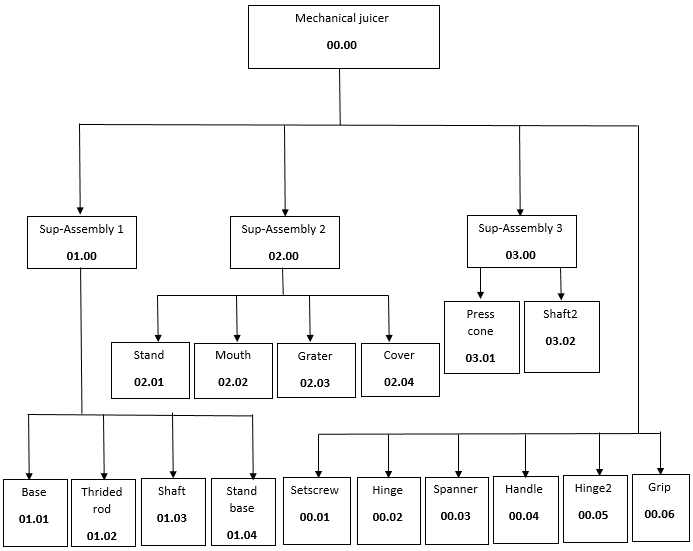 Mechanical juicer
00.00
Sup-Assembly 1
01.00
Sup-Assembly 2
02.00
Sup-Assembly 3
03.00
Press
cone
03.01
Shaft2
03.02
Stand
02.01
Mouth
02.02
Grater
02.03
Cover
02.04
Base
01.01
Thrided
rod
01.02
Shaft
01.03
Stand
base
01.04
Setscrew
00.01
Hinge
00.02
Spanner
00.03
Handle
00.04
Hinge2
00.05
Grip
00.06